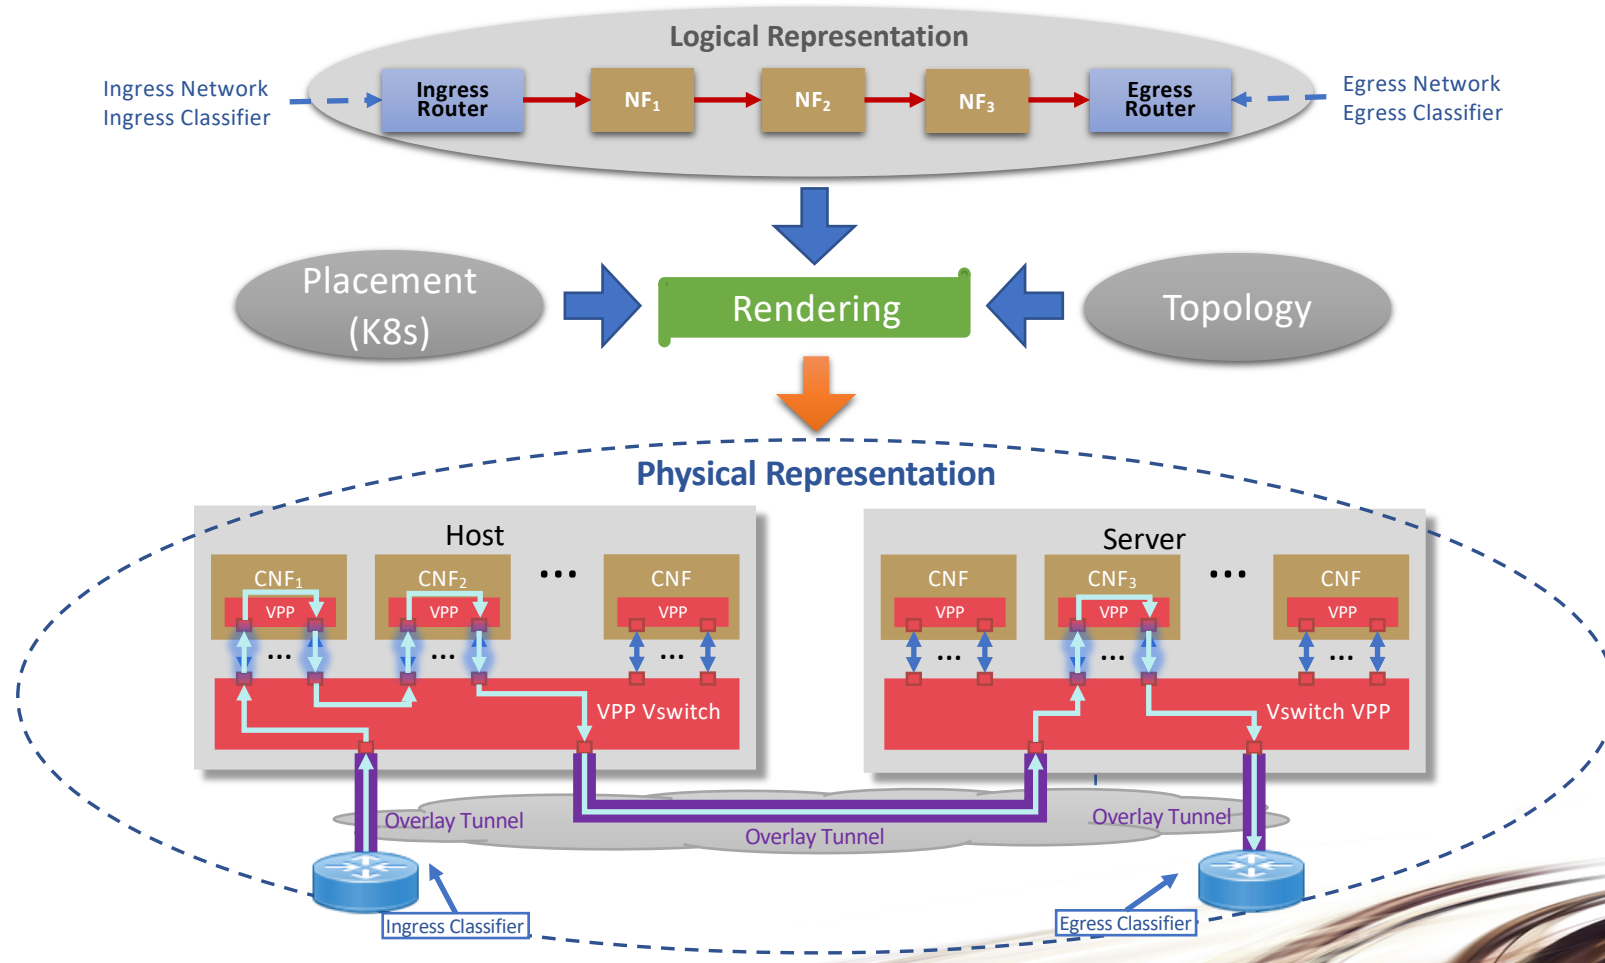 Logical Representation
Ingress Network
Ingress Classifier
Ingress
Router
NF₁
NF₂
NF₃
Egress
Router
Egress Network
Egress Classifier
Placement
(K8s)
Rendering
Topology
Physical Representation
Host
CNF₁
VPP
...
CNF₂
VPP
...
...
CNF
VPP
...
VPP Vswitch
Server
CNF
VPP
...
CNF₃
VPP
...
...
CNF
VPP
...
Vswitch VPP
Overlay Tunnel
Overlay Tunnel
Overlay Tunnel
Ingress Classifier
Egress Classifier